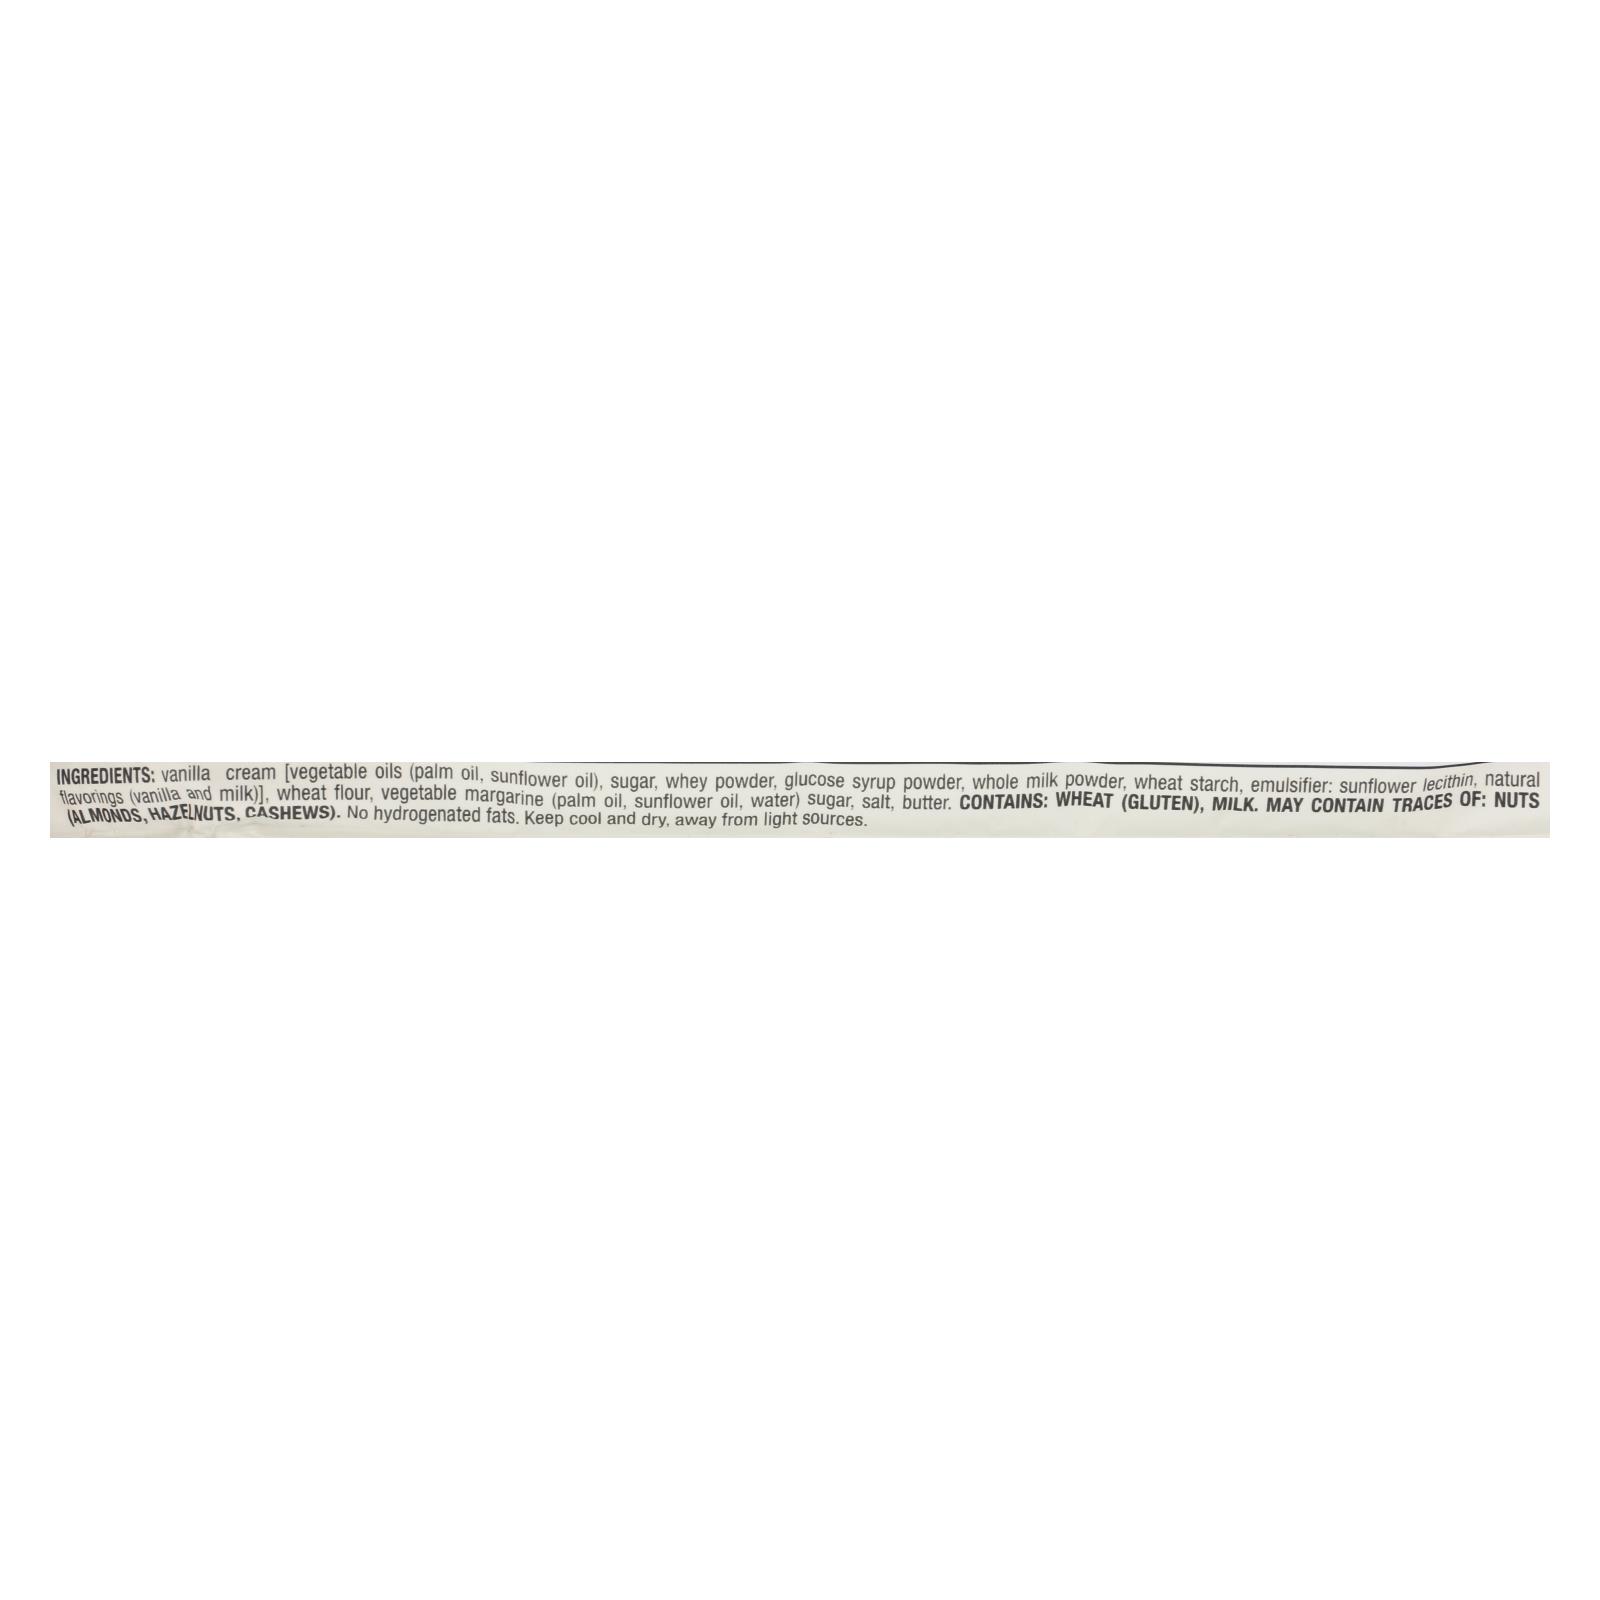 INGREDIENTS: vanilla cream [vegetable oils (palm oil, sunflower oil), sugar, whey powder, glucose syrup powder, whole milk powder, wheat starch, emulsifier: sunflower lecithin, natural
flavorings (vanilla and milk)], wheat flour, vegetable margarine (palm oil, sunflower oil, water) sugar, salt, butter. CONTAINS: WHEAT (GLUTEN), MILK. MAY CONTAIN TRACES OF: NUTS
(ALMONDS, HAZELNUTS, CASHEWS). No hydrogenated fats. Keep cool and dry, away from light sources.